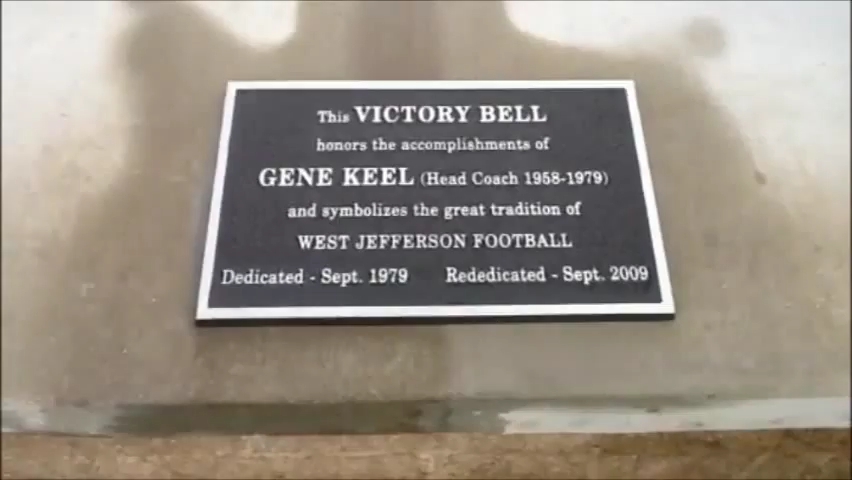 This VICTORY BELL
honors the accomplishments of
GENE KEEL (Head Coach 1958-1979)
and symbolizes the great tradition of
WEST JEFFERSON FOOTBALL
Dedicated - Sept. 1979 Rededicated - Sept. 2009